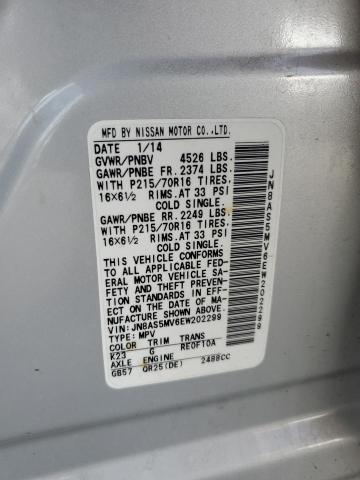 MFD BY NISSAN MOTOR CO.,LTD.
DATE 1/14
GVWR/PNBV 4526 LBS.
GAWR/PNBE FR. 2374 LBS.
WITH P215/70R16 TIRES,
16X6½ RIMS.AT 33 PSI
COLD SINGLE.
GAWR/PNBE RR. 2249 LBS.
WITH P215/70R16 TIRES,
16X6½ RIMS.AT 33 PSI
COLD SINGLE.
THIS VEHICLE CONFORMS
TO ALL APPLICABLE FED-
ERAL MOTOR VEHICLE SA-
FETY AND THEFT PREVEN-
TION STANDARDS IN EFF-
ECT ON THE DATE OF MA-
NUFACTURE SHOWN ABOVE.
VIN: JN8AS5MV6EW202299
TYPE: MPV
COLOR TRIM TRANS
K23 G RE0F10A
AXLE ENGINE
GB57 QR25(DE) 2488CC
JN8AS5MV6EW202299